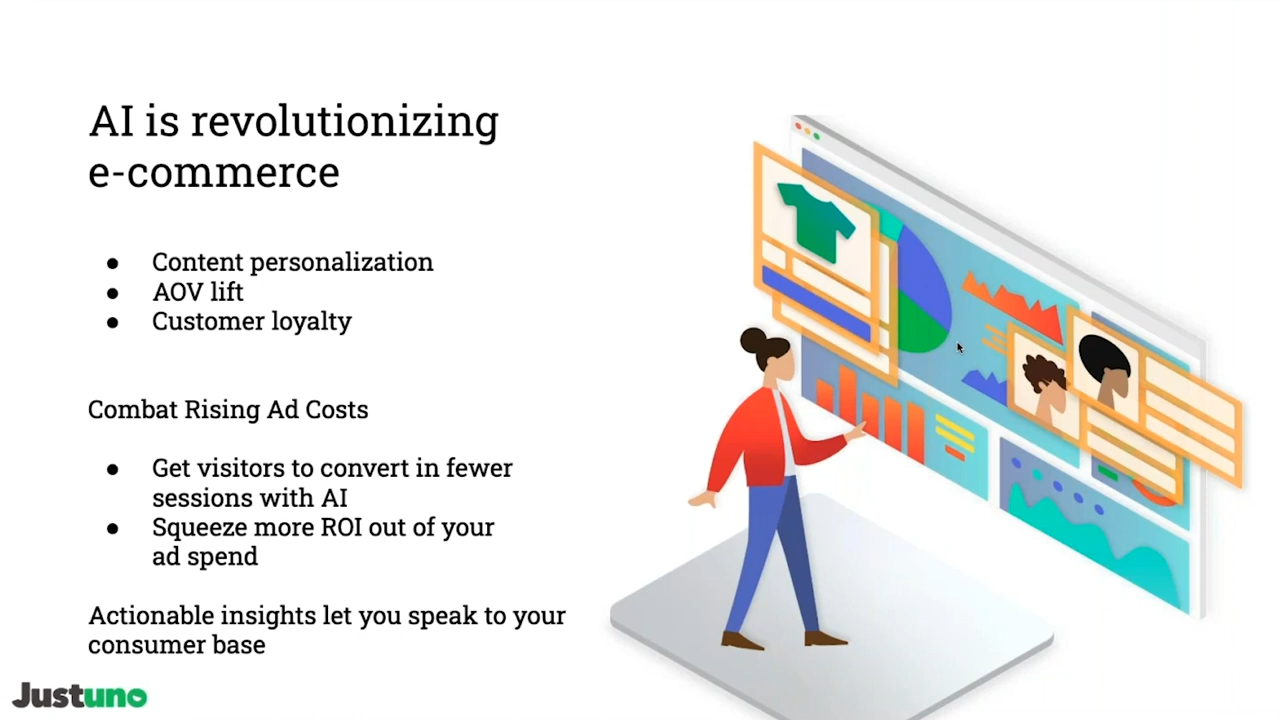 AI is revolutionizing
e-commerce
● Content personalization
● AOV lift
● Customer loyalty
Combat Rising Ad Costs
● Get visitors to convert in fewer
sessions with AI
● Squeeze more ROI out of your
ad spend
Actionable insights let you speak to your
consumer base
Justuno